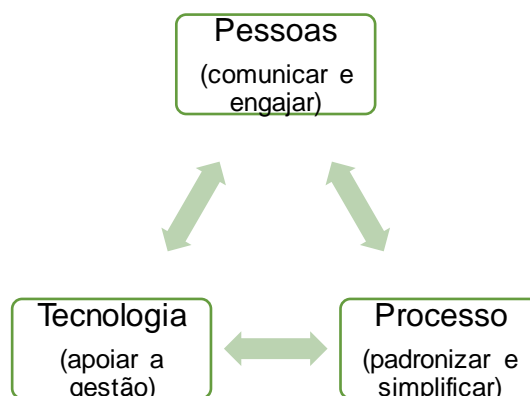 Pessoas
(comunicar e
engajar)
Tecnologia
(apoiar a
gestão)
Processo
(padronizar e
simplificar)